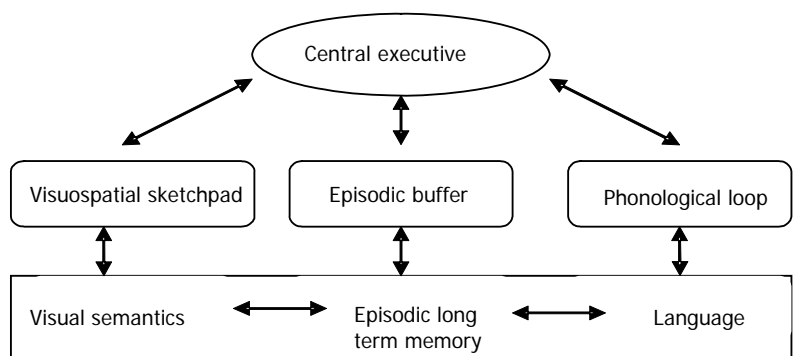 Central executive
Visuospatial sketchpad
Episodic buffer
Phonological loop
Visual semantics
Episodic long
term memory
Language